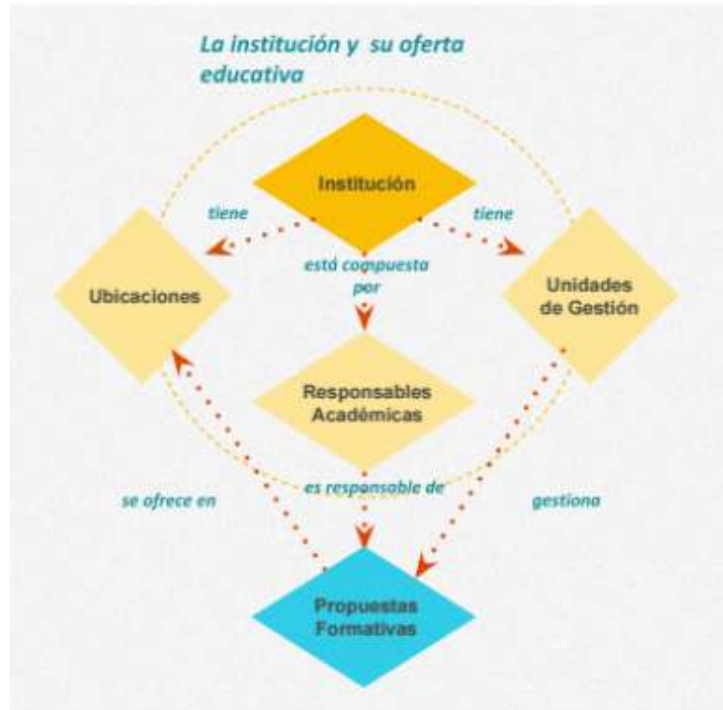 La institución y su oferta
educativa
Institución
tiene
tiene
está compuesta
por
Ubicaciones
Unidades
de Gestión
Responsables
Académicas
se ofrece en
es responsable de
gestiona
Propuestas
Formativas